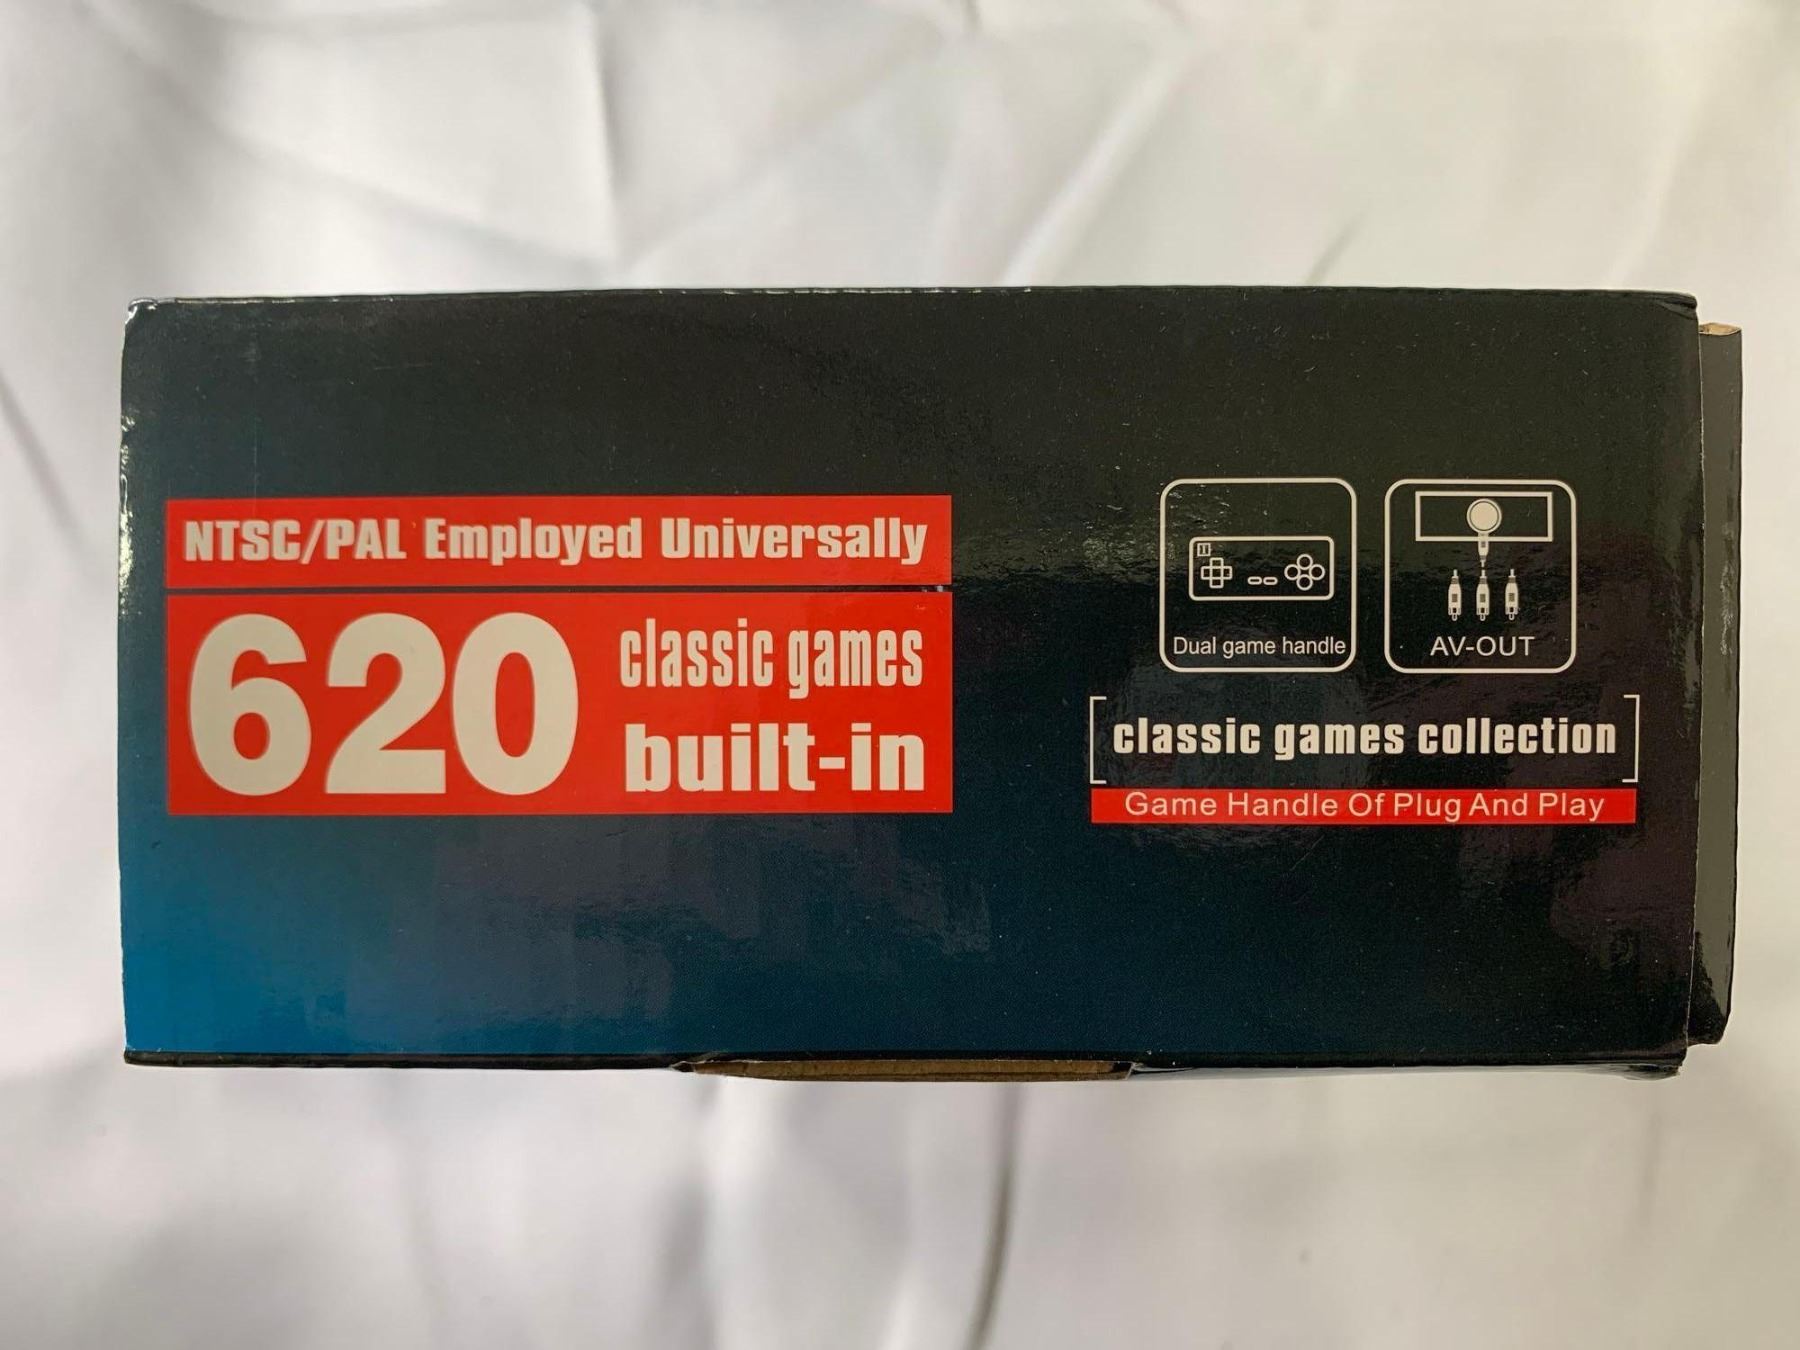 NTSC/PAL Employed Universally
620 classic games
built-in
Dual game handle
AV-OUT
classic games collection
Game Handle Of Plug And Play